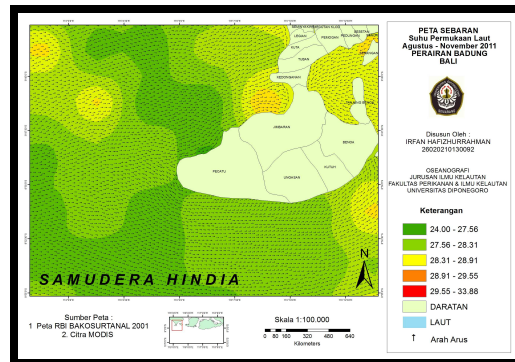 PETA SEBARAN
Suhu Permukaan Laut
Agustus - November 2011
PERAIRAN BADUNG
BALI
Disusun Oleh :
IRFAN HAFIZHURRAHMAN
26020210130092
OSEANOGRAFI
JURUSAN ILMU KELAUTAN
FAKULTAS PERIKANAN & ILMU KELAUTAN
UNIVERSITAS DIPONEGORO
Keterangan
24.00 - 27.56
27.56 - 28.31
28.31 - 28.91
28.91 - 29.55
29.55 - 33.88
DARATAN
LAUT
Arah Arus
LEGIAN
KUTA
TUBAN
KEDONGANAN
JIMBARAN
BENOA
PECATU
UNGASAN
KUTUH
N
SAMUDERA HINDIA
Sumber Peta :
1 Peta RBI BAKOSURTANAL 2001
2. Citra MODIS
Skala 1:100.000
0 80 160 320 480 640
Kilometers